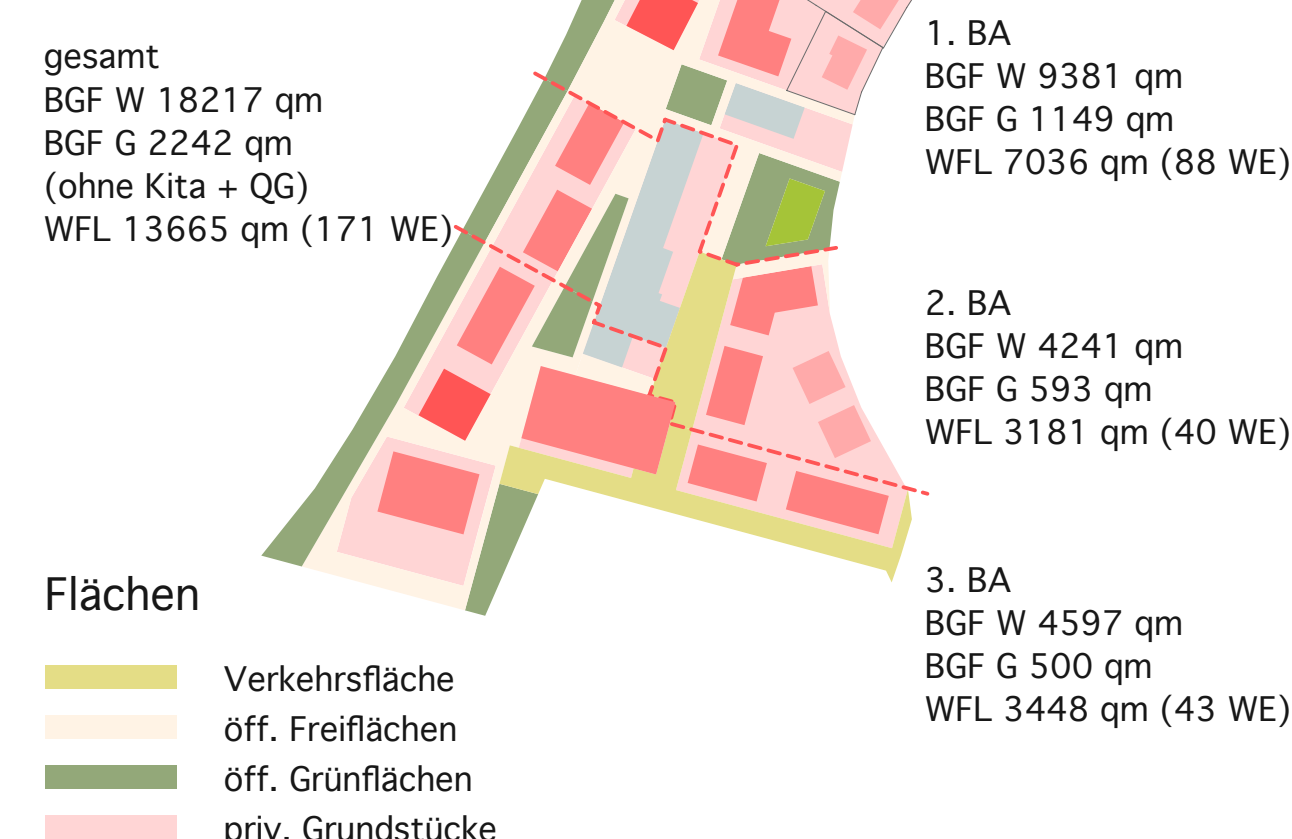 gesamt
BGF W 18217 qm
BGF G 2242 qm
(ohne Kita + QG)
WFL 13665 qm (171 WE)
1. BA
BGF W 9381 qm
BGF G 1149 qm
WFL 7036 qm (88 WE)
2. BA
BGF W 4241 qm
BGF G 593 qm
WFL 3181 qm (40 WE)
3. BA
BGF W 4597 qm
BGF G 500 qm
WFL 3448 qm (43 WE)
Flächen
Verkehrsfläche
öff. Freiflächen
öff. Grünflächen
priv. Grundstücke